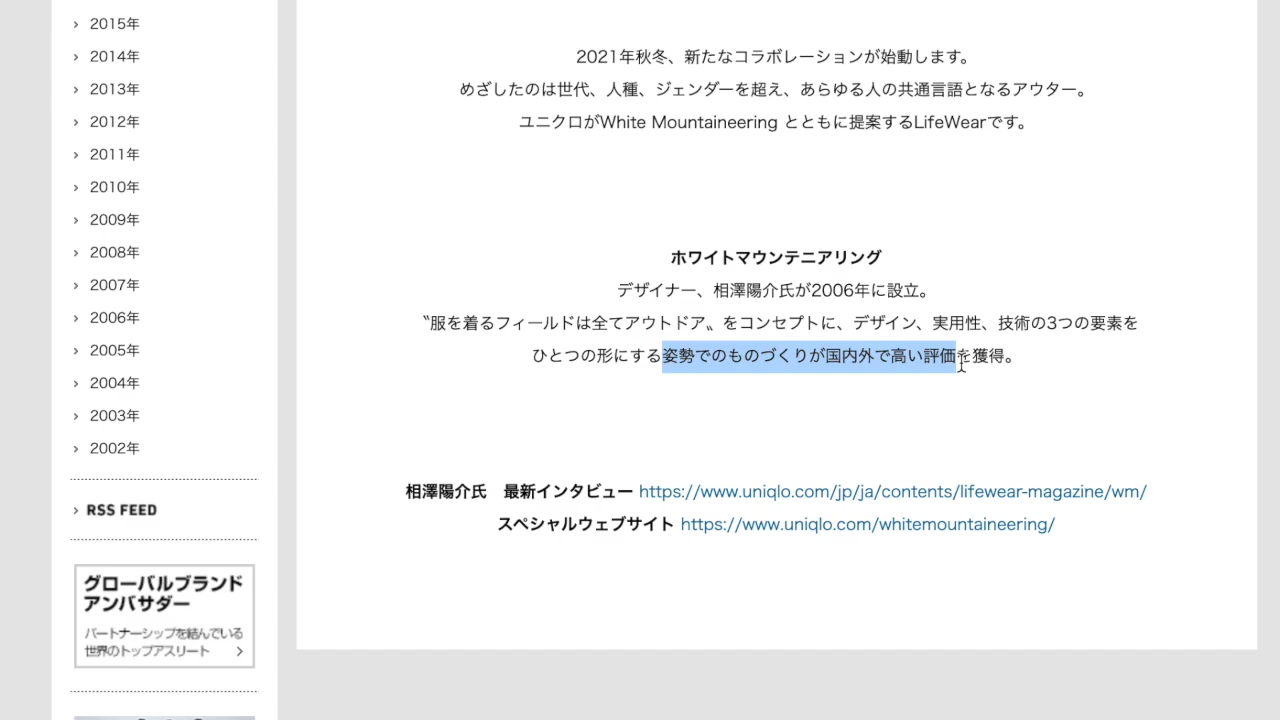 2015年
2014年
2013年
2012年
2011年
2010年
2009年
2008年
2007年
2006年
2005年
2004年
2003年
2002年
RSS FEED
グローバルブランド
アンバサダー
パートナーシップを結んでいる
世界のトップアスリート
2021年秋冬、新たなコラボレーションが始動します。
めざしたのは世代、人種、ジェンダーを超え、あらゆる人の共通言語となるアウター。
ユニクロがWhite Mountaineering とともに提案するLifeWearです。
ホワイトマウンテニアリング
デザイナー、相澤陽介氏が2006年に設立。
〝服を着るフィールドは全てアウトドア〟をコンセプトに、デザイン、実用性、技術の3つの要素を
ひとつの形にする姿勢でのものづくりが国内外で高い評価を獲得。
相澤陽介氏　最新インタビュー https://www.uniqlo.com/jp/ja/contents/lifewear-magazine/wm/
スペシャルウェブサイト https://www.uniqlo.com/whitemountaineering/